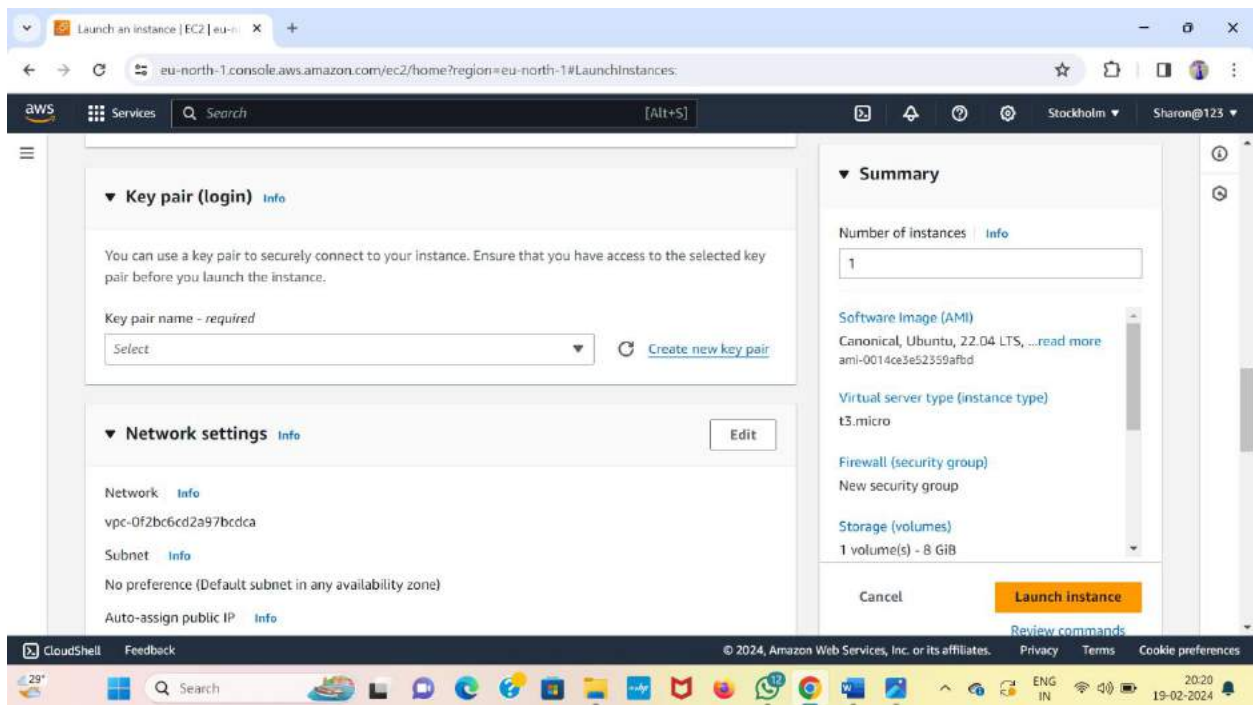 Launch an instance | EC2 | eu-n
eu-north-1.console.aws.amazon.com/ec2/home?region=eu-north-1#LaunchInstances:
aws
Services
Search
[Alt+S]
Stockholm
Sharon@123
Key pair (login) Info
You can use a key pair to securely connect to your instance. Ensure that you have access to the selected key
pair before you launch the instance.
Key pair name - required
Select
Create new key pair
Network settings Info
Edit
Network Info
vpc-0f2bc6cd2a97bcdca
Subnet Info
No preference (Default subnet in any availability zone)
Auto-assign public IP Info
Summary
Number of instances Info
1
Software Image (AMI)
Canonical, Ubuntu, 22.04 LTS, ...read more
ami-0014ce3e52359afbd
Virtual server type (instance type)
t3.micro
Firewall (security group)
New security group
Storage (volumes)
1 volume(s) - 8 GiB
Cancel
Launch instance
Review commands
CloudShell Feedback
© 2024, Amazon Web Services, Inc. or its affiliates. Privacy Terms Cookie preferences
29°
Search
12
ENG
IN
20:20
19-02-2024